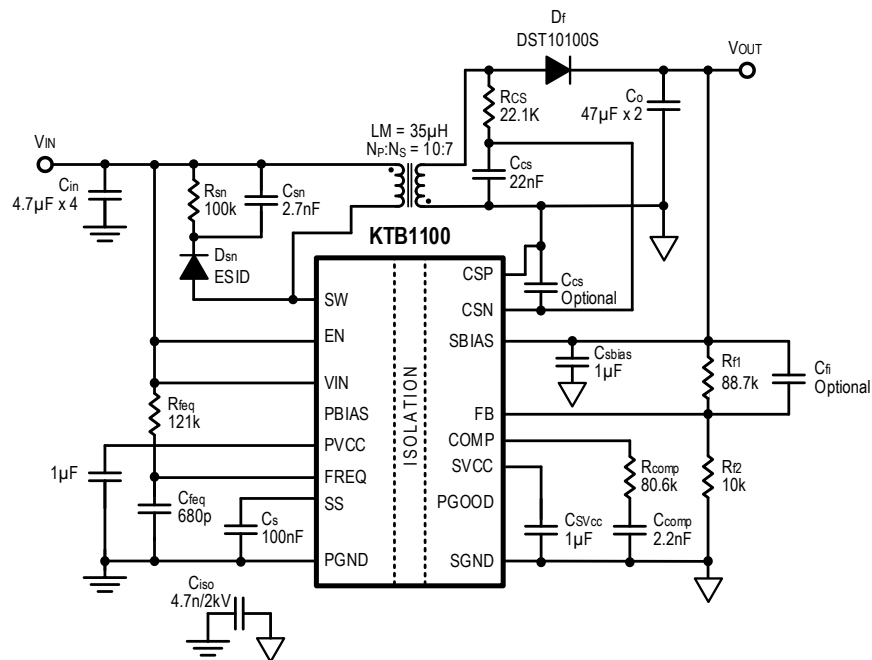 Df
DST10100S
VOUT
RCS
22.1K
Co
47µF x 2
LM = 35µH
NP:NS = 10:7
VIN
Ccs
22nF
Cin
4.7µF x 4
Rsn
100k
Csn
2.7nF
KTB1100
Dsn
ESID
CSP
Ccs
Optional
SW
CSN
EN
SBIAS
Csbias
1µF
Rf1
88.7k
Cfi
Optional
VIN
Rfeq
121k
PBIAS
ISOLATION
FB
PVCC
COMP
1µF
FREQ
SVCC
Rcomp
80.6k
Rf2
10k
Cfeq
680p
SS
PGOOD
Cs
100nF
CSVcc
1µF
Ccomp
2.2nF
PGND
SGND
Ciso
4.7n/2kV